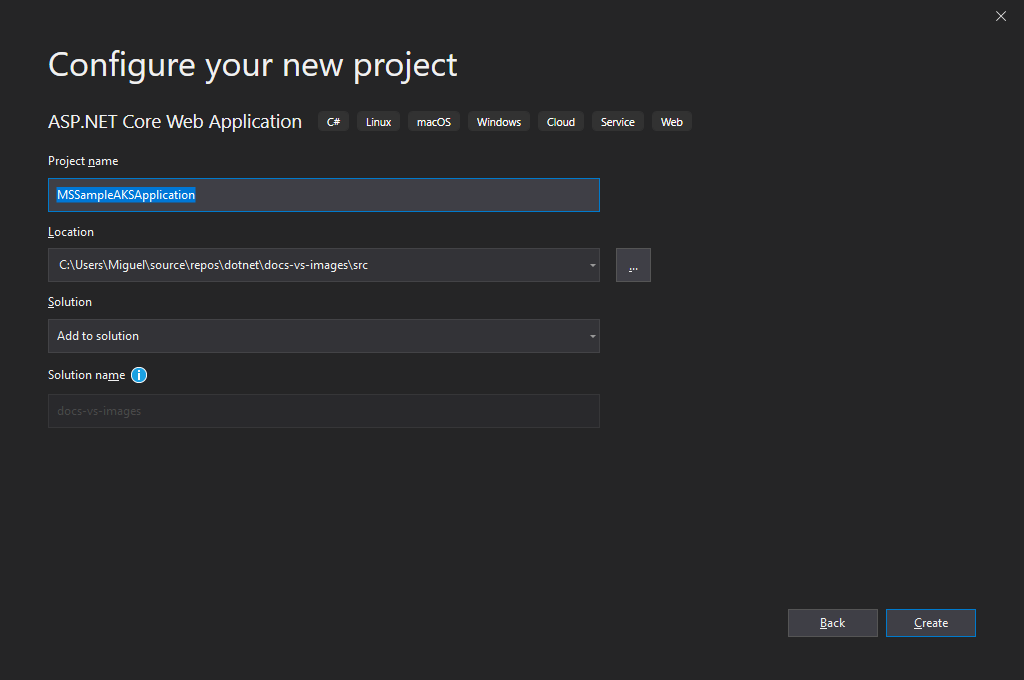 Configure your new project
ASP.NET Core Web Application C# Linux macOS Windows Cloud Service Web
Project name
MSSampleAKSApplication
Location
C:\Users\Miguel\source\repos\dotnet\docs-vs-images\src
...
Solution
Add to solution
Solution name
docs-vs-images
Back Create